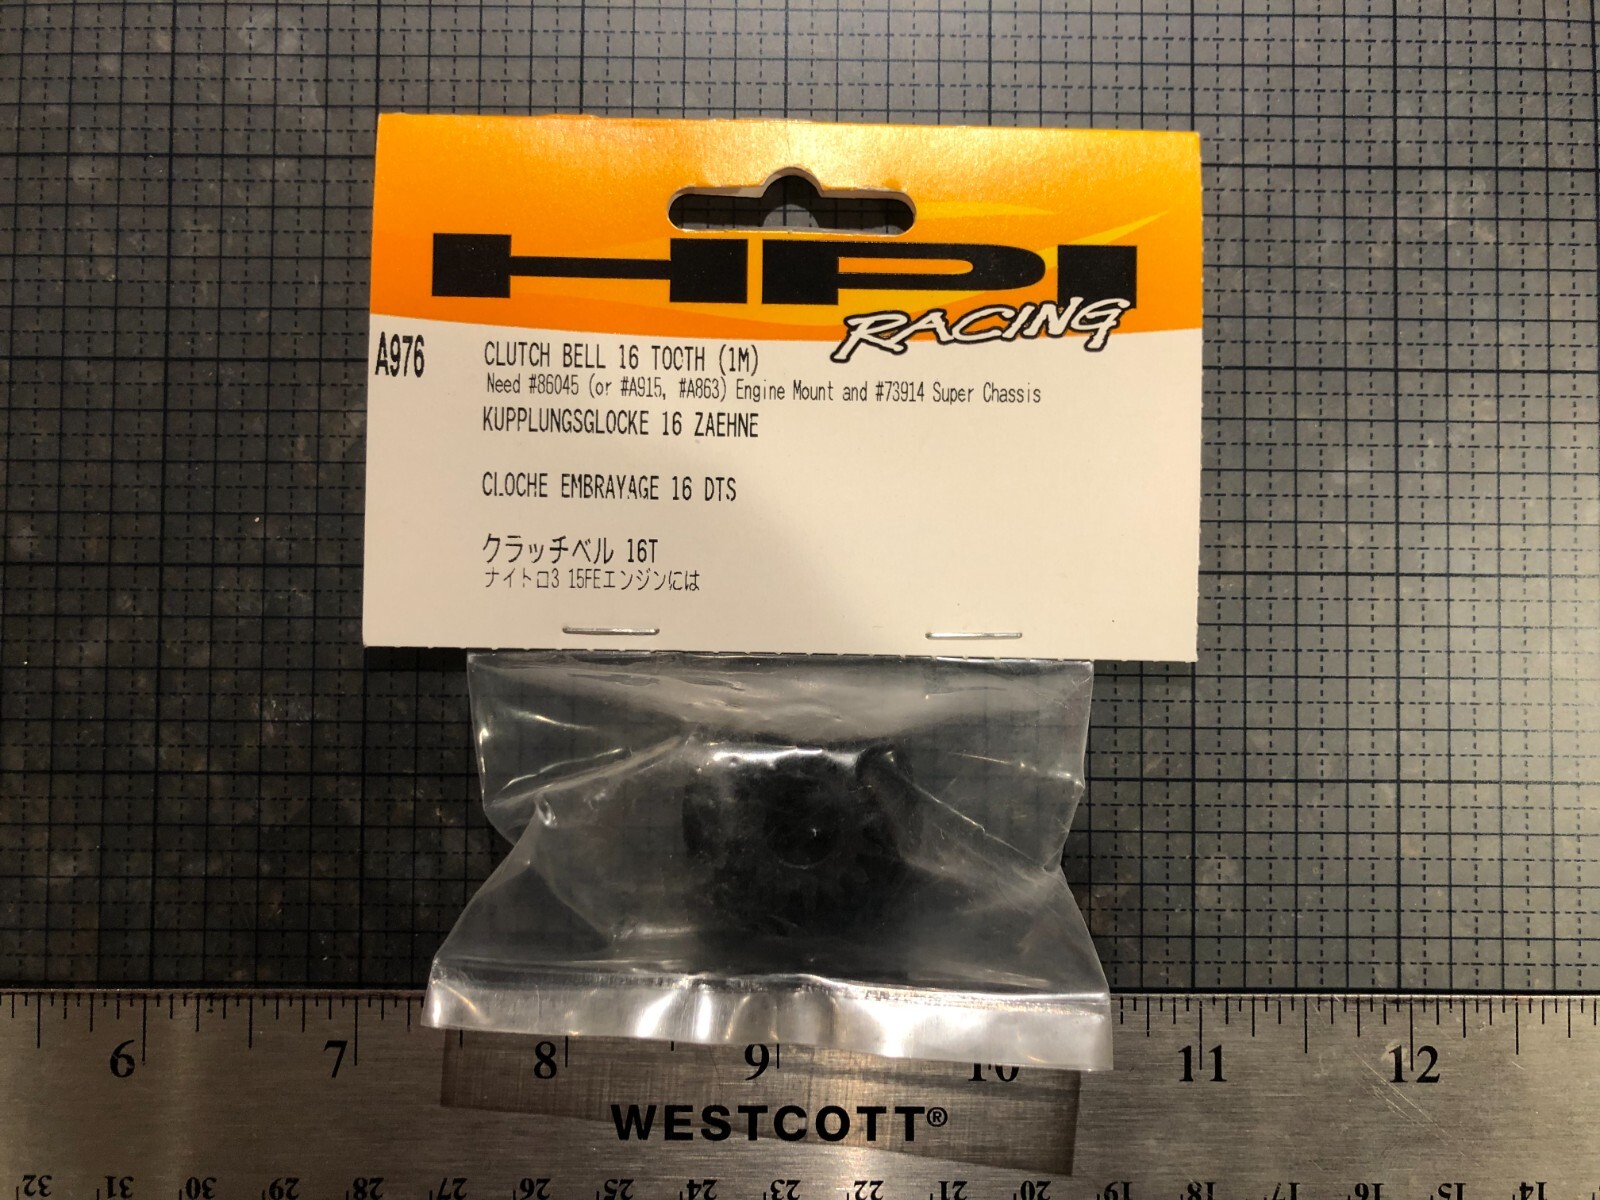 HPI
RACING
A976
CLUTCH BELL 16 TOOTH (1M)
Need #86045 (or #A915, #A863) Engine Mount and #73914 Super Chassis
KUPPLUNGSGLOCKE 16 ZAEHNE
CLOCHE EMBRAYAGE 16 DTS
クラッチベル 16T
ナイトロ3 15FEエンジンには
6 7 8 9 10 11 12
WESTCOTT®
32 31 30 29 28 27 26 25 24 23 22 21 20 19 18 17 16 15 14